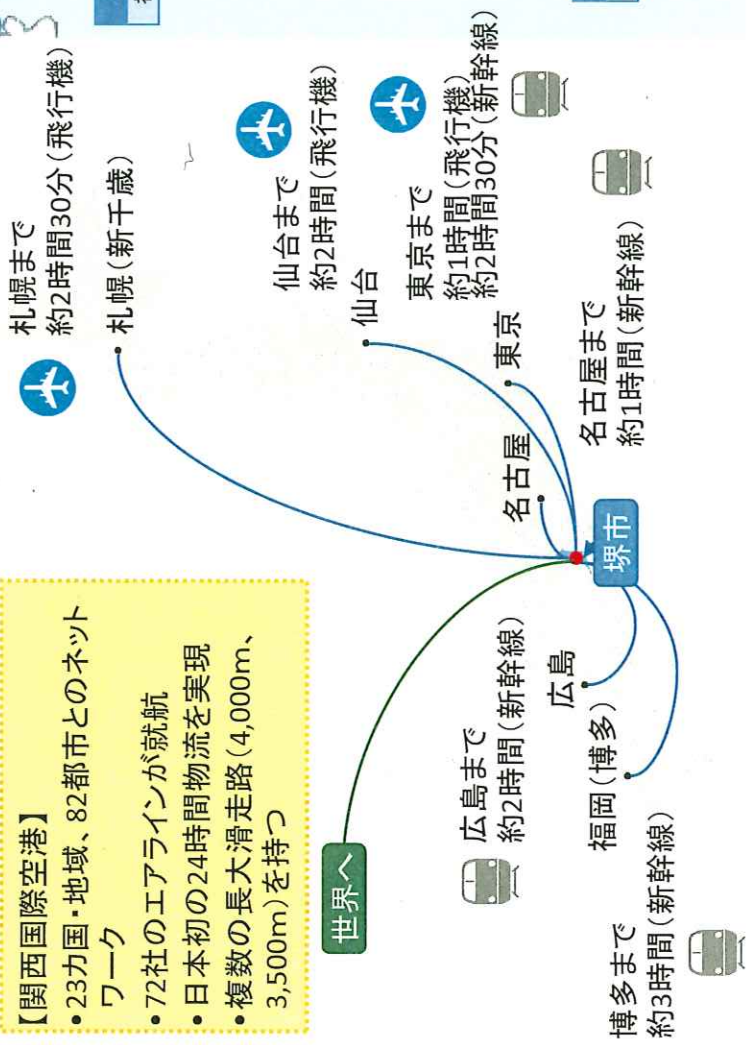 【関西国際空港】
•23カ国・地域、82都市とのネット
ワーク
•72社のエアラインが就航
•日本初の24時間物流を実現
•複数の長大滑走路(4,000m、
3,500m)を持つ
札幌まで
約2時間30分(飛行機)
札幌(新千歳)
仙台まで
約2時間(飛行機)
仙台
東京まで
約1時間(飛行機)
約2時間30分(新幹線)
東京
名古屋
名古屋まで
約1時間(新幹線)
堺市
世界へ
広島まで
約2時間(新幹線)
広島
福岡(博多)
博多まで
約3時間(新幹線)